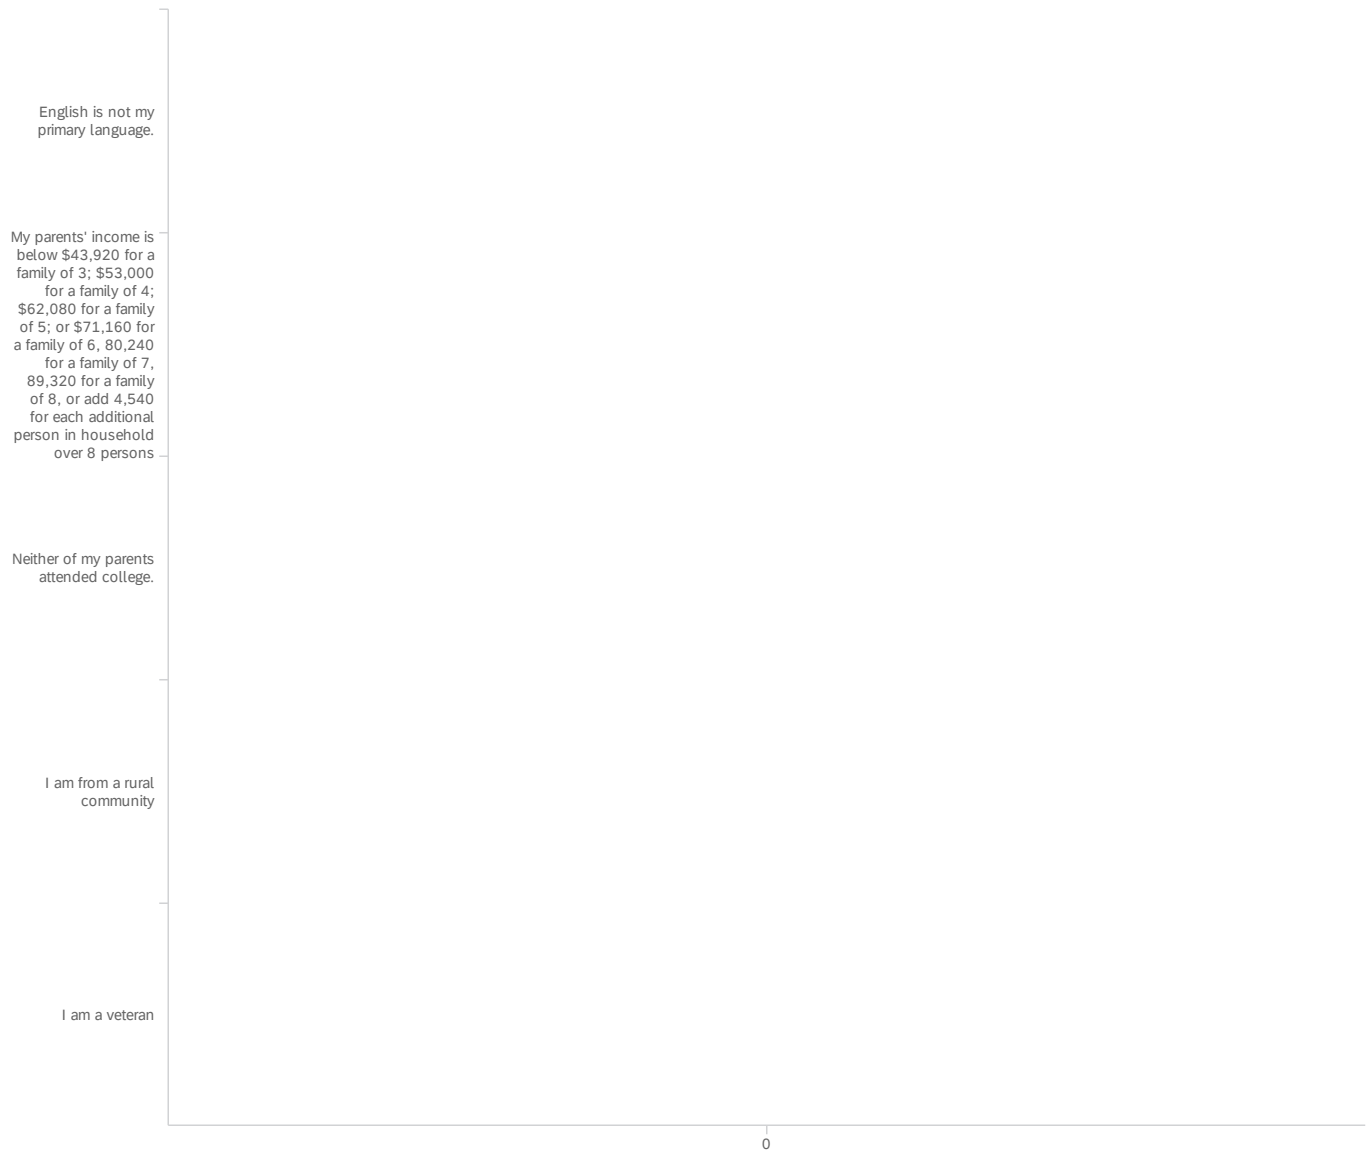 English is not my
primary language.
My parents' income is
below $43,920 for a
family of 3; $53,000
for a family of 4;
$62,080 for a family
of 5; or $71,160 for
a family of 6, 80,240
for a family of 7,
89,320 for a family
of 8, or add 4,540
for each additional
person in household
over 8 persons
Neither of my parents
attended college.
I am from a rural
community
I am a veteran
0